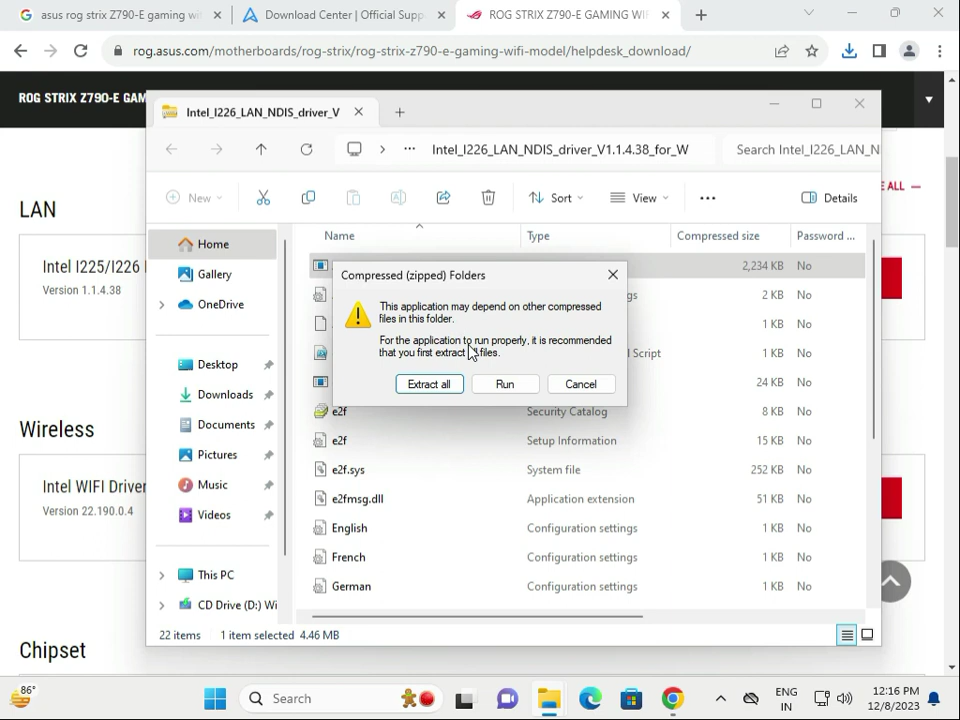 asus rog strix Z790-E gaming wi
Download Center | Official Supp
ROG STRIX Z790-E GAMING WI
rog.asus.com/motherboards/rog-strix/rog-strix-z790-e-gaming-wifi-model/helpdesk_download/
ROG STRIX Z790-E GAM
Intel_I226_LAN_NDIS_driver_V
Intel_I226_LAN_NDIS_driver_V1.1.4.38_for_W
Search Intel_I226_LAN_N
New
Sort
View
Details
ALL
LAN
Intel I225/I226
Version 1.1.4.38
Home
Gallery
OneDrive
Desktop
Downloads
Documents
Pictures
Music
Videos
This PC
CD Drive (D:) Wi
Name
Type
Compressed size
Password ...
2,234 KB
No
2 KB
No
1 KB
No
Script
1 KB
No
24 KB
No
e2f
Security Catalog
8 KB
No
e2f
Setup Information
15 KB
No
e2f.sys
System file
252 KB
No
e2fmsg.dll
Application extension
51 KB
No
English
Configuration settings
1 KB
No
French
Configuration settings
1 KB
No
German
Configuration settings
1 KB
No
Compressed (zipped) Folders
This application may depend on other compressed
files in this folder.
For the application to run properly, it is recommended
that you first extract all files.
Extract all
Run
Cancel
22 items
1 item selected 4.46 MB
Wireless
Intel WIFI Driver
Version 22.190.0.4
Chipset
86°
Search
ENG
IN
12:16 PM
12/8/2023